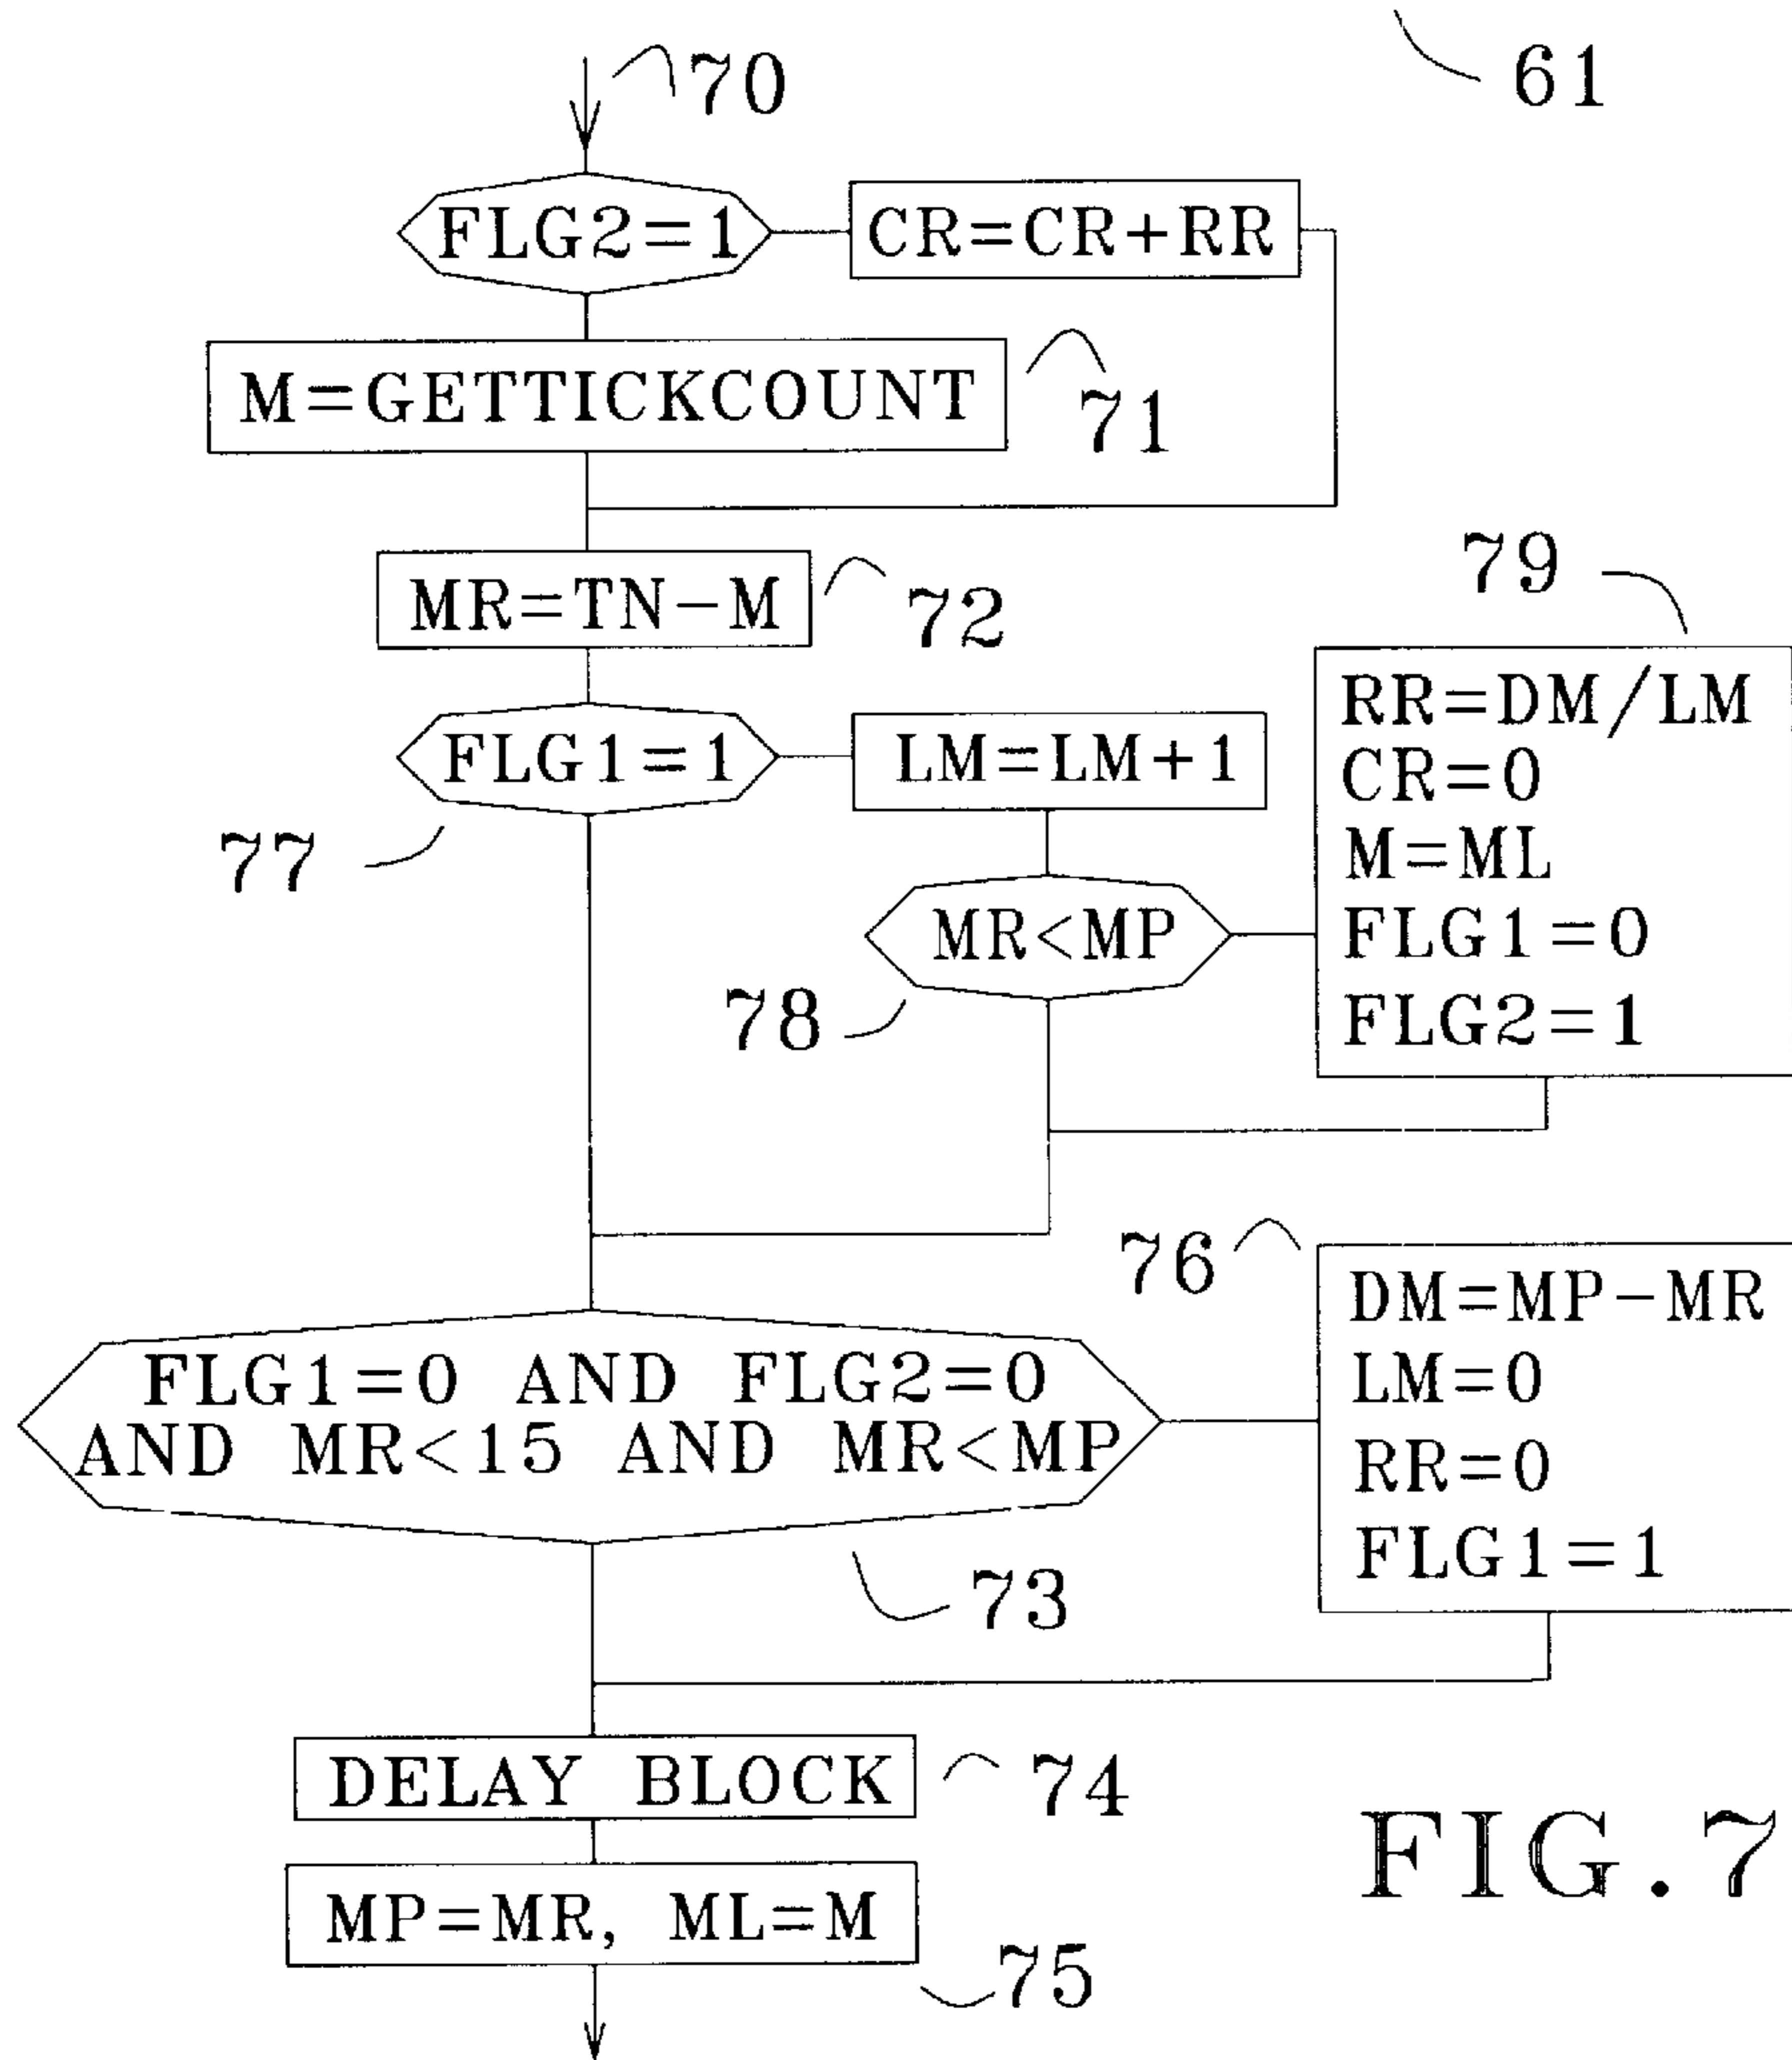 61
70
FLG2=1
CR=CR+RR
M=GETTICKCOUNT
71
MR=TN-M
72
79
FLG1=1
LM=LM+1
77
RR=DM/LM
CR=0
M=ML
FLG1=0
FLG2=1
MR<MP
78
76
FLG1=0 AND FLG2=0
AND MR<15 AND MR<MP
73
DM=MP-MR
LM=0
RR=0
FLG1=1
DELAY BLOCK
74
MP=MR, ML=M
75
FIG.7